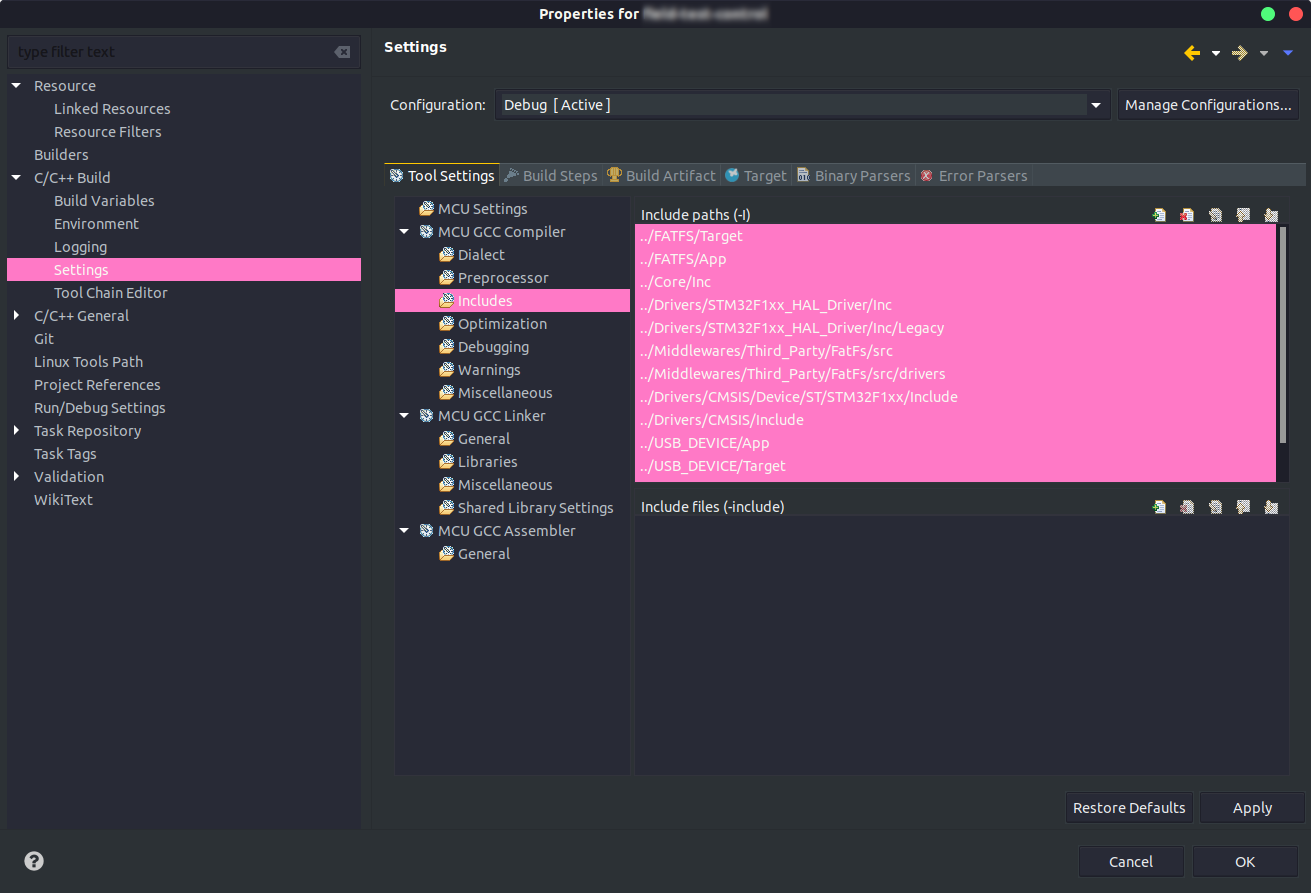 Properties for
type filter text
Resource
Linked Resources
Resource Filters
Builders
C/C++ Build
Build Variables
Environment
Logging
Settings
Tool Chain Editor
C/C++ General
Git
Linux Tools Path
Project References
Run/Debug Settings
Task Repository
Task Tags
Validation
WikiText
Settings
Configuration: Debug [ Active ] Manage Configurations...
Tool Settings Build Steps Build Artifact Target Binary Parsers Error Parsers
MCU Settings
MCU GCC Compiler
Dialect
Preprocessor
Includes
Optimization
Debugging
Warnings
Miscellaneous
MCU GCC Linker
General
Libraries
Miscellaneous
Shared Library Settings
MCU GCC Assembler
General
Include paths (-I)
../FATFS/Target
../FATFS/App
../Core/Inc
../Drivers/STM32F1xx_HAL_Driver/Inc
../Drivers/STM32F1xx_HAL_Driver/Inc/Legacy
../Middlewares/Third_Party/FatFs/src
../Middlewares/Third_Party/FatFs/src/drivers
../Drivers/CMSIS/Device/ST/STM32F1xx/Include
../Drivers/CMSIS/Include
../USB_DEVICE/App
../USB_DEVICE/Target
Include files (-include)
Restore Defaults Apply
Cancel OK